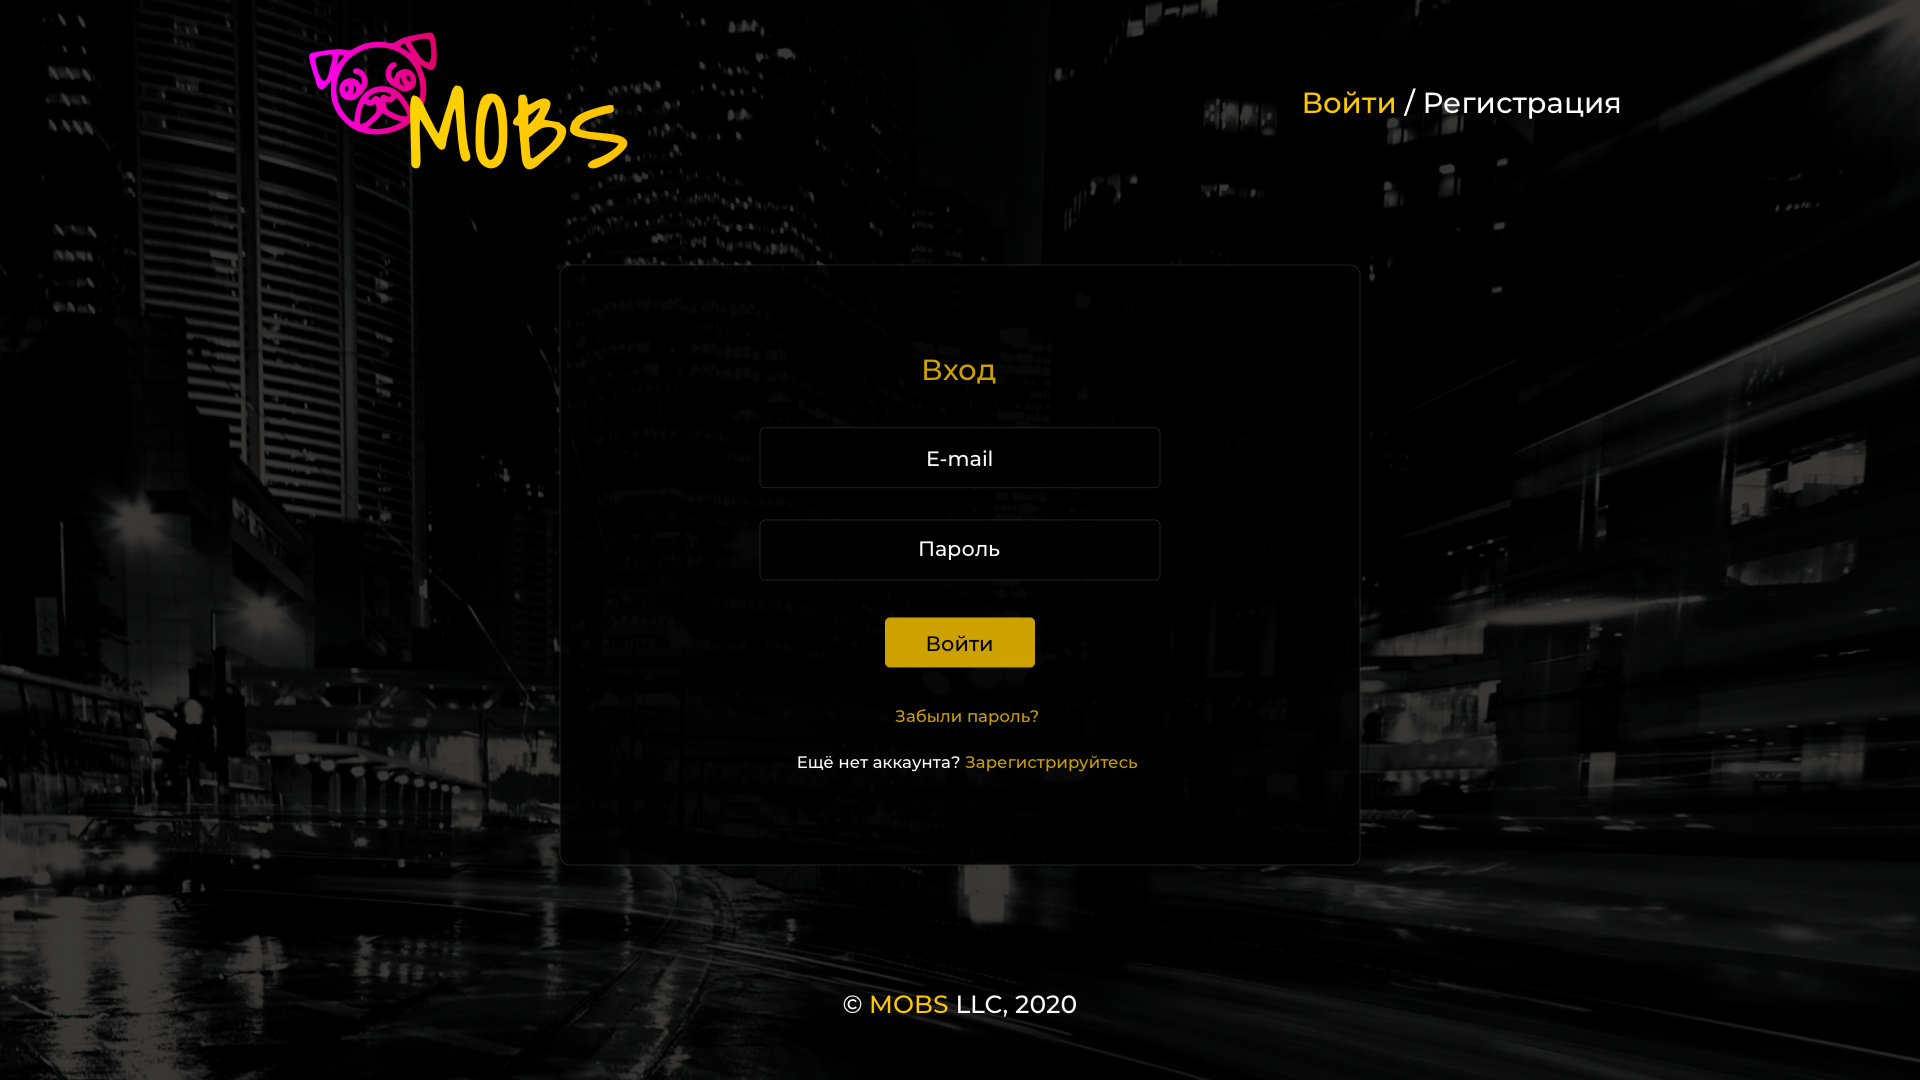 MOBS
Войти / Регистрация
Вход
E-mail
Пароль
Войти
Забыли пароль?
Ещё нет аккаунта? Зарегистрируйтесь
© MOBS LLC, 2020